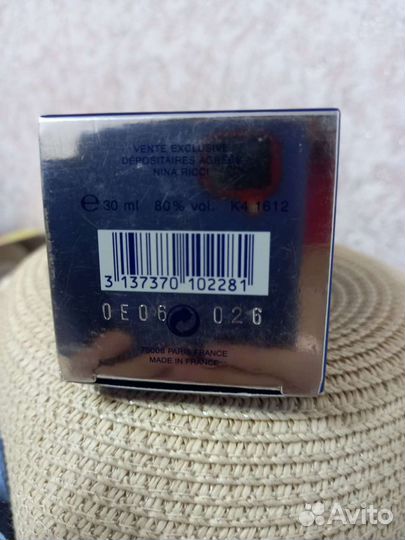 VENTE EXCLUSIVE
DÉPOSITAIRES AGRÉÉS
NINA RICCI
e 30 ml 80% vol. K4 1612
3 137370 102281
0E06 026
75008 PARIS FRANCE
MADE IN FRANCE
Avito